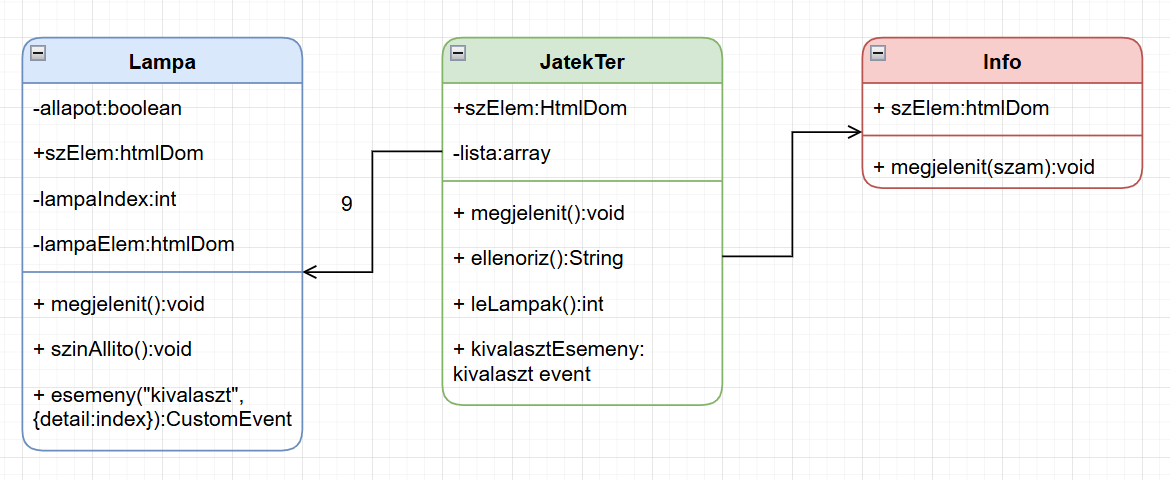 Lampa
-allapot:boolean
+szElem:htmlDom
-lampaIndex:int
-lampaElem:htmlDom
+ megjelenit():void
+ szinAllito():void
+ esemeny("kivalaszt",
{detail:index}):CustomEvent
9
JatekTer
+szElem:HtmlDom
-lista:array
+ megjelenit():void
+ ellenoriz():String
+ leLampak():int
+ kivalasztEsemeny:
kivalaszt event
Info
+ szElem:htmlDom
+ megjelenit(szam):void